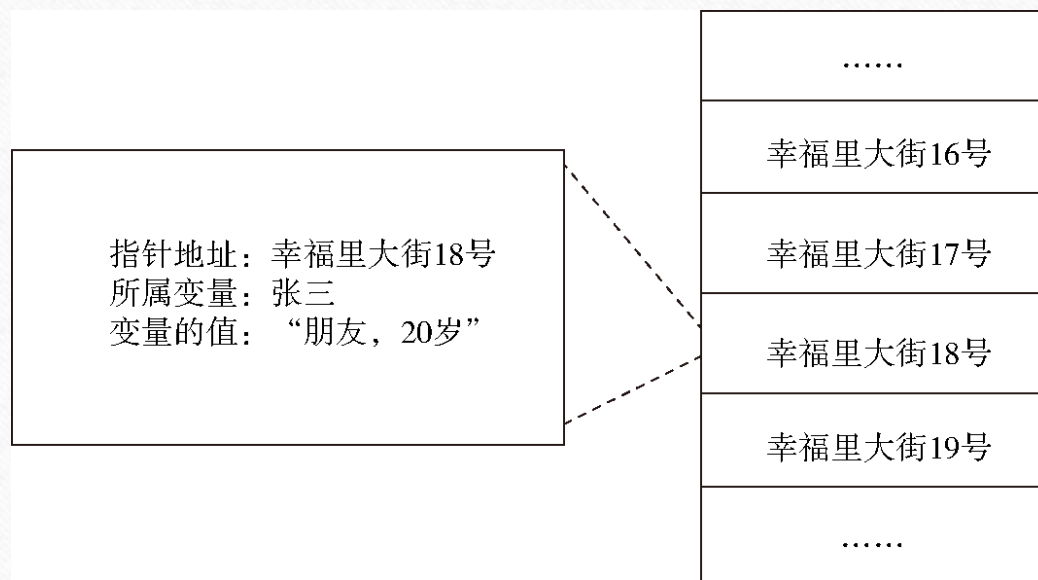 指针地址：幸福里大街18号
所属变量：张三
变量的值：“朋友，20岁”
……
幸福里大街16号
幸福里大街17号
幸福里大街18号
幸福里大街19号
……